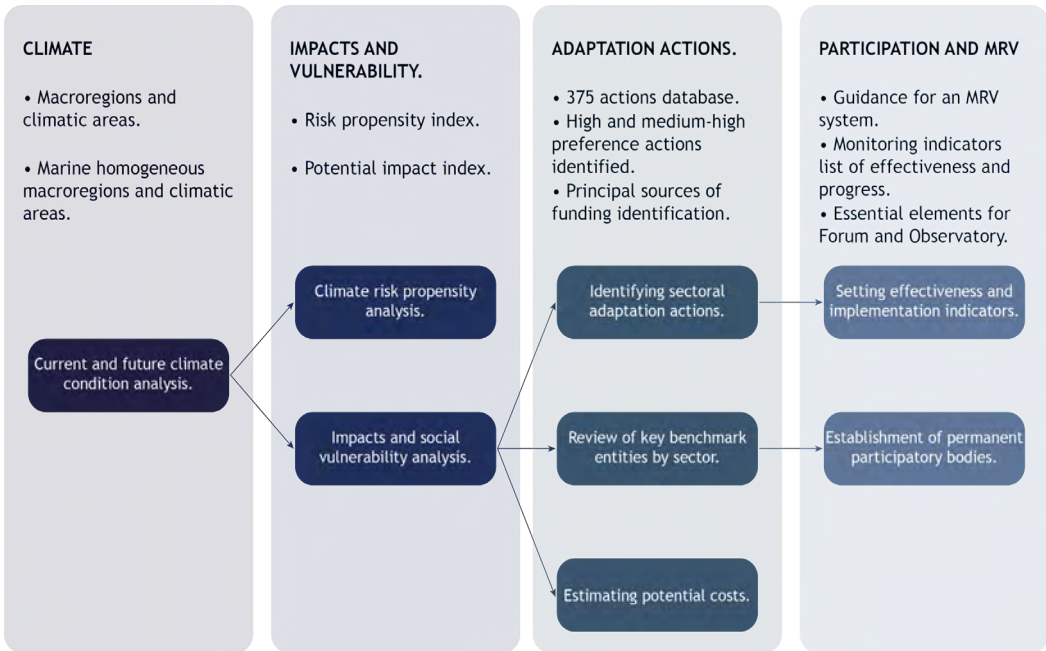 CLIMATE
• Macroregions and
climatic areas.
• Marine homogeneous
macroregions and climatic
areas.
IMPACTS AND
VULNERABILITY.
• Risk propensity index.
• Potential impact index.
ADAPTATION ACTIONS.
• 375 actions database.
• High and medium-high
preference actions
identified.
• Principal sources of
funding identification.
PARTICIPATION AND MRV
• Guidance for an MRV
system.
• Monitoring indicators
list of effectiveness and
progress.
• Essential elements for
Forum and Observatory.
Current and future climate
condition analysis.
Climate risk propensity
analysis.
Impacts and social
vulnerability analysis.
Identifying sectoral
adaptation actions.
Review of key benchmark
entities by sector.
Estimating potential costs.
Setting effectiveness and
implementation indicators.
Establishment of permanent
participatory bodies.